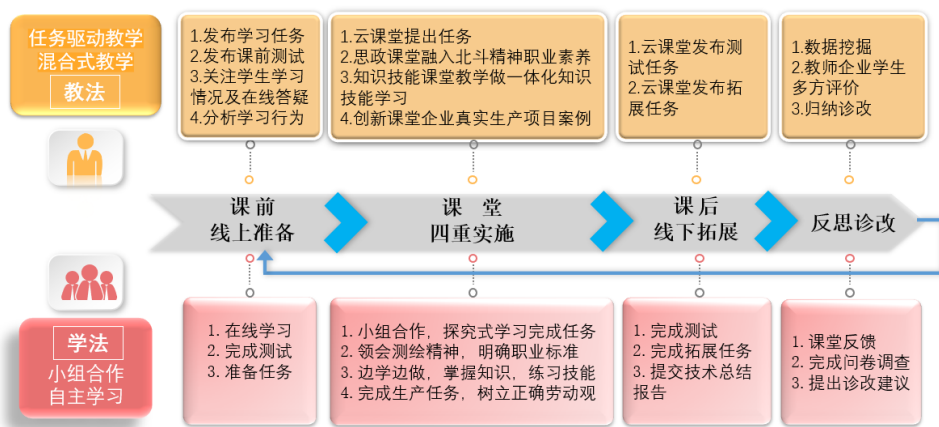 任务驱动教学
混合式教学
教法
1.发布学习任务
2.发布课前测试
3.关注学生学习
情况及在线答疑
4.分析学习行为
1.云课堂提出任务
2.思政课堂融入北斗精神职业素养
3.知识技能课堂教学做一体化知识
技能学习
4.创新课堂企业真实生产项目案例
1.云课堂发布测
试任务
2.云课堂发布拓
展任务
1.数据挖掘
2.教师企业学生
多方评价
3.归纳诊改
课前
线上准备
课 堂
四重实施
课后
线下拓展
反思诊改
学法
小组合作
自主学习
1. 在线学习
2. 完成测试
3. 准备任务
1. 小组合作，探究式学习完成任务
2. 领会测绘精神，明确职业标准
3. 边学边做，掌握知识，练习技能
4. 完成生产任务，树立正确劳动观
1. 完成测试
2. 完成拓展任务
3. 提交技术总结
报告
1. 课堂反馈
2. 完成问卷调查
3. 提出诊改建议